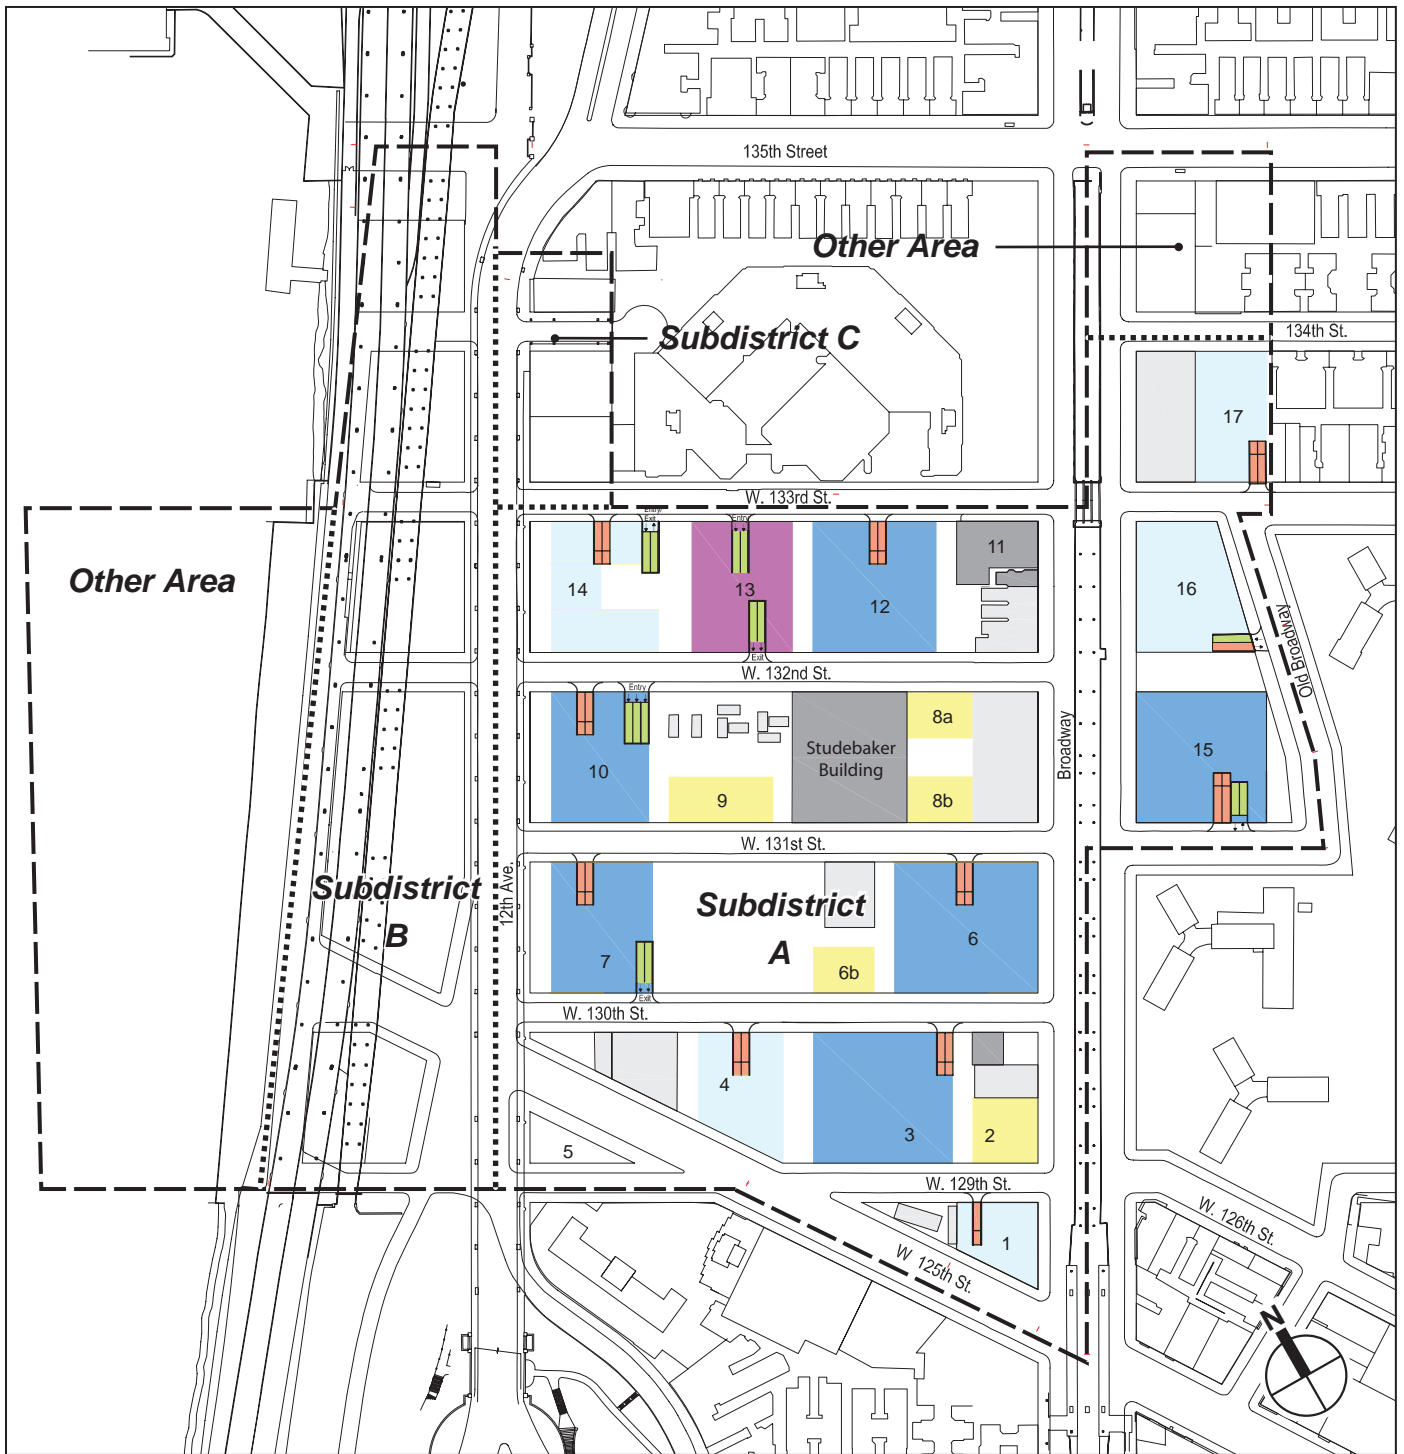 135th Street
Other Area
134th St.
Subdistrict C
17
W. 133rd St.
Entry/
Exit
Entry
11
Other Area
14
13
12
16
Exit
Old Broadway
W. 132nd St.
Entry
8a
Studebaker
Building
Broadway
15
10
9
8b
W. 131st St.
12th Ave.
Subdistrict
B
Subdistrict
A
6
7
6b
Exit
W. 130th St.
4
3
2
5
W. 129th St.
W. 126th St.
1
W. 125th St.
N